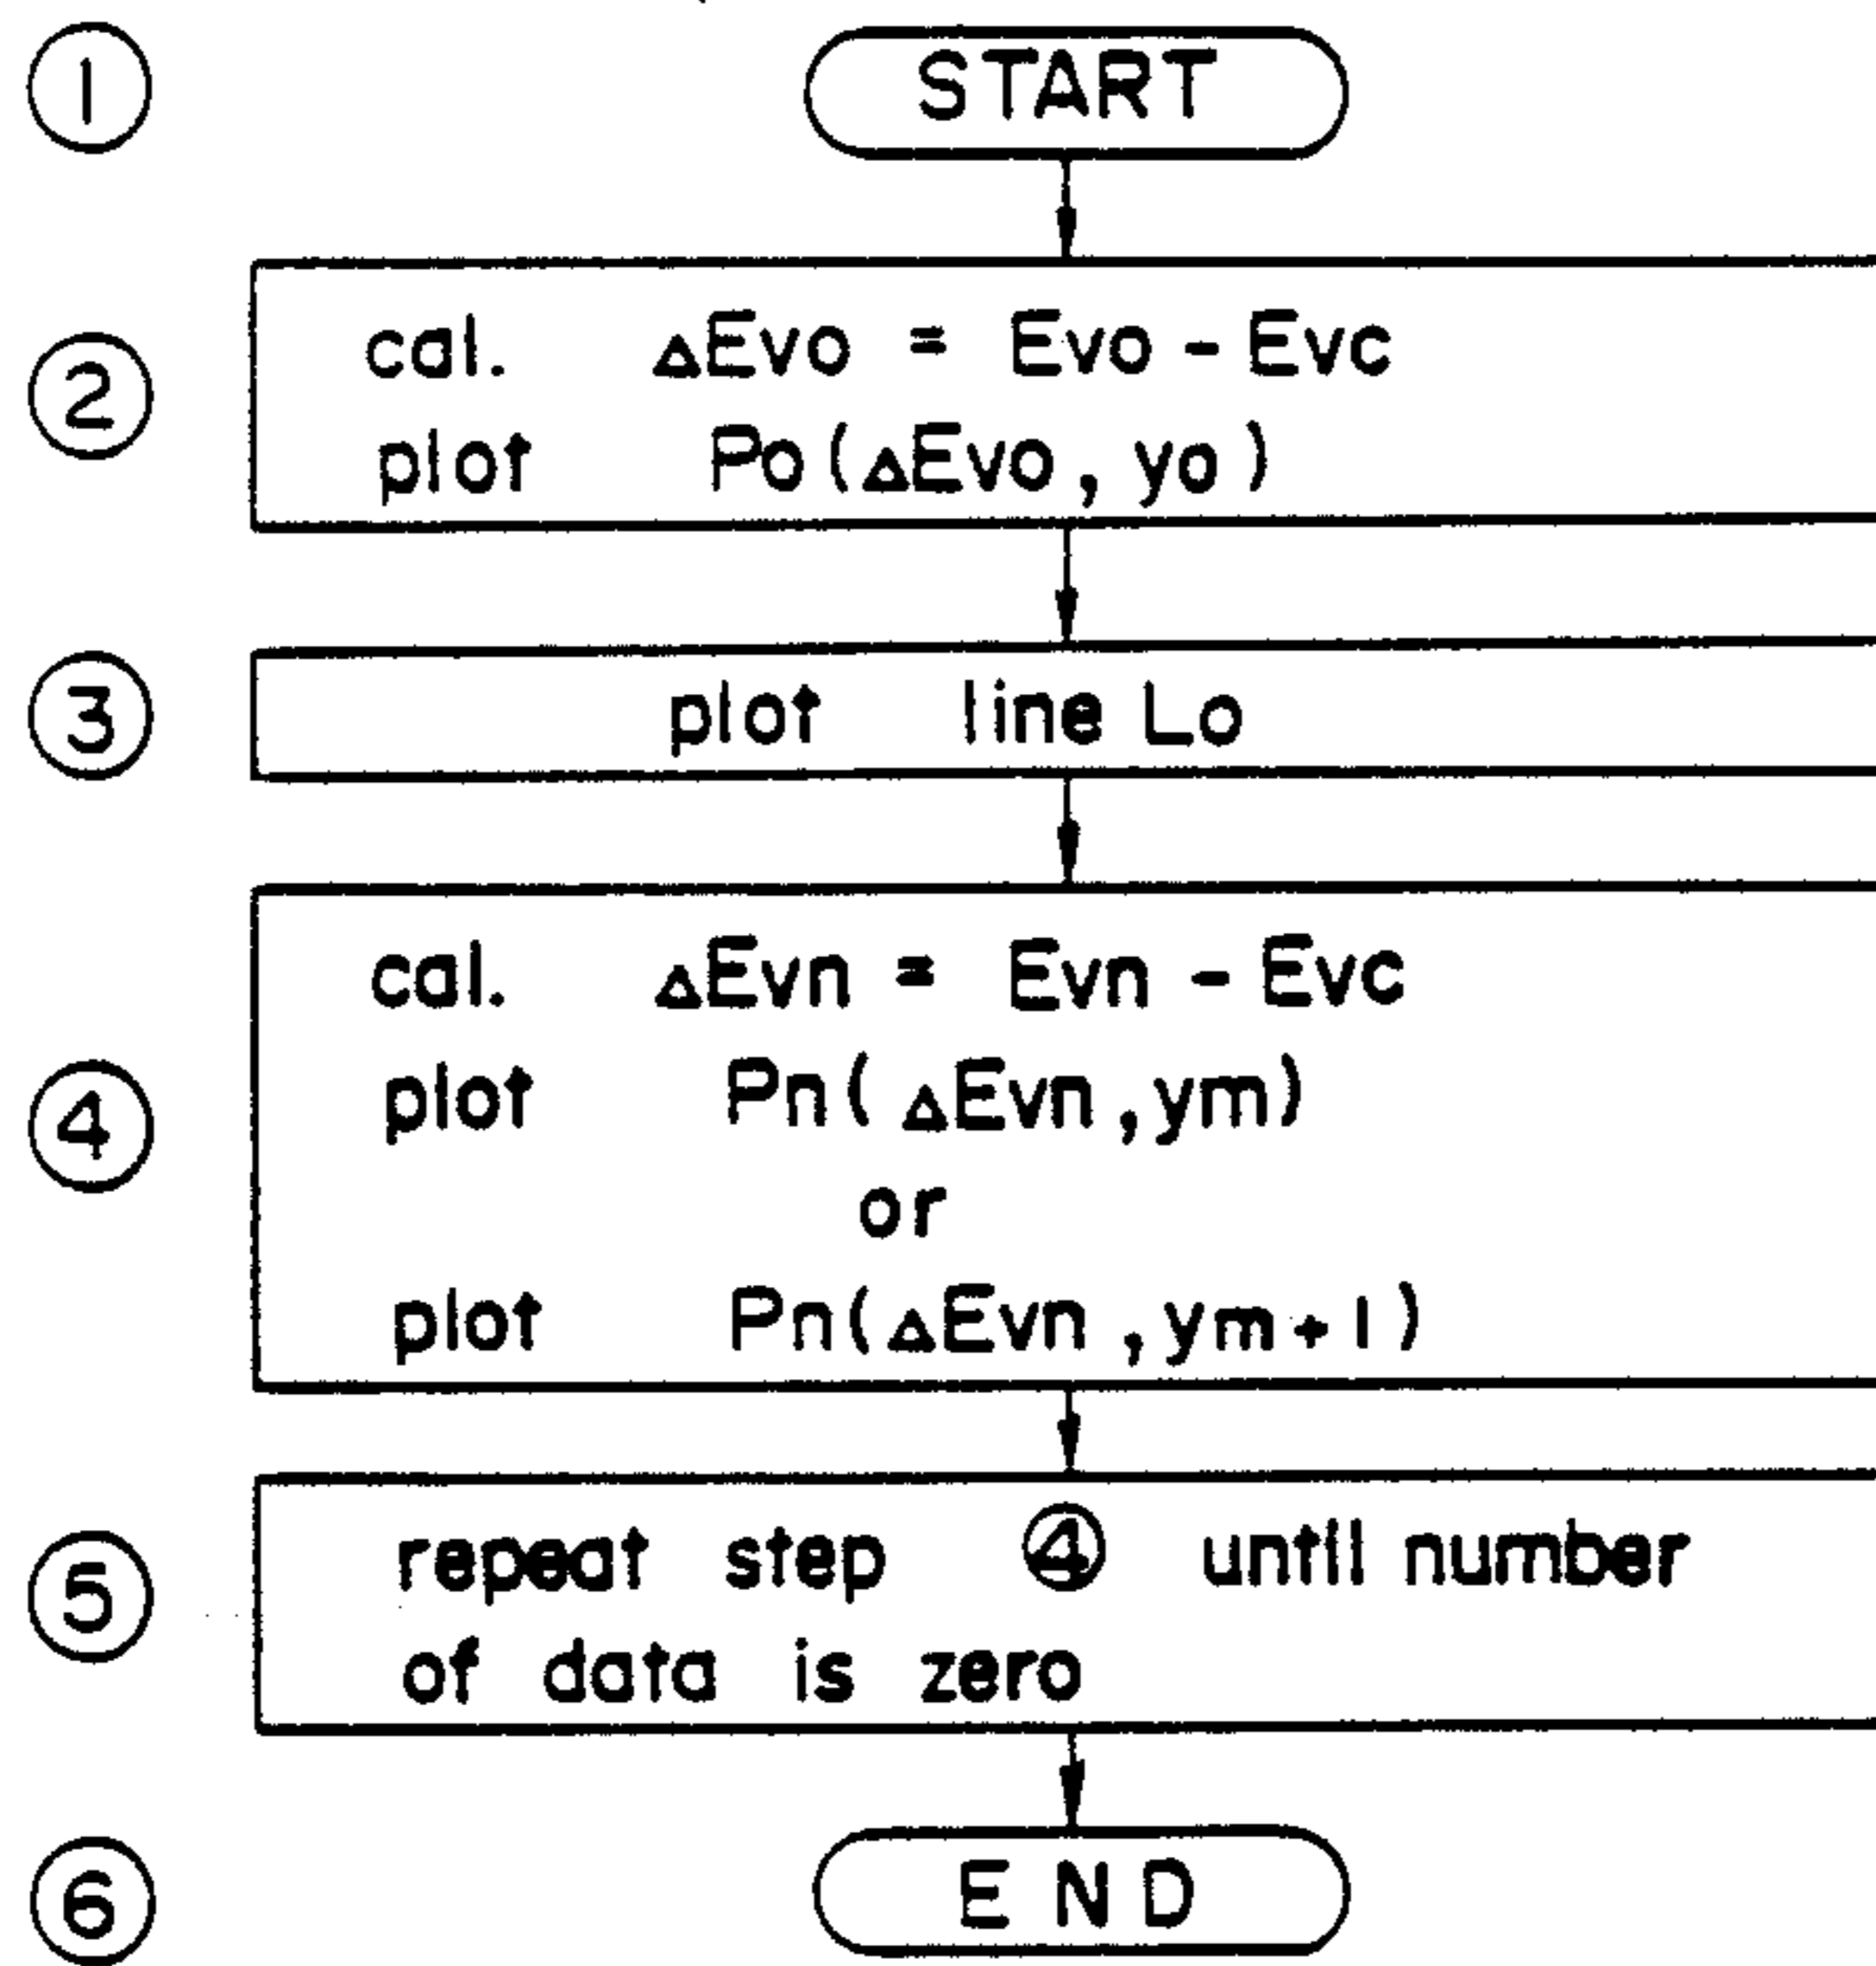 ① START
② cal. ΔEvo = Evo - Evc
plot Po(ΔEvo, yo)
③ plot line Lo
④ cal. ΔEvn = Evn - Evc
plot Pn(ΔEvn,ym)
or
plot Pn(ΔEvn,ym+1)
⑤ repeat step ④ until number
of data is zero
⑥ END